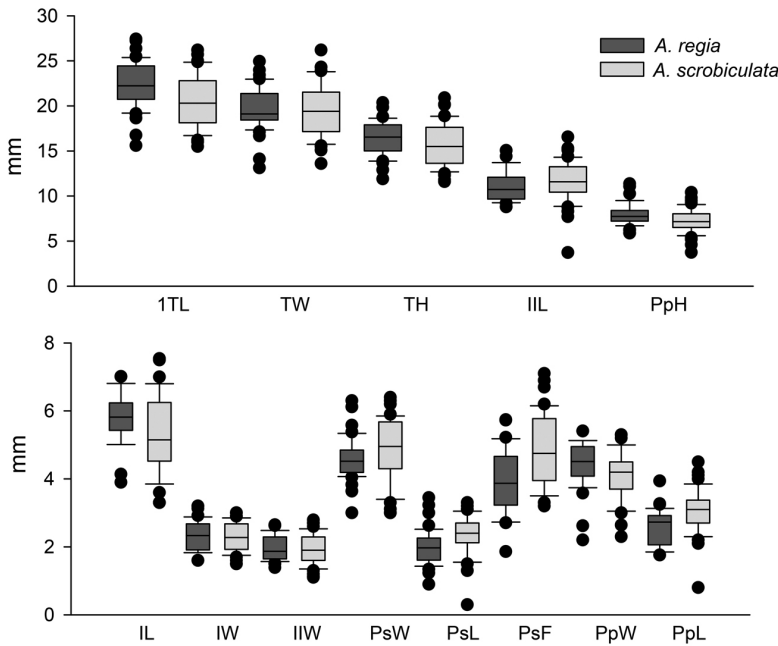 30
25
20
15
10
5
0
mm
A. regia
A. scrobiculata
1TL TW TH IIL PpH
8
6
4
2
0
mm
IL IW IIW PsW PsL PsF PpW PpL